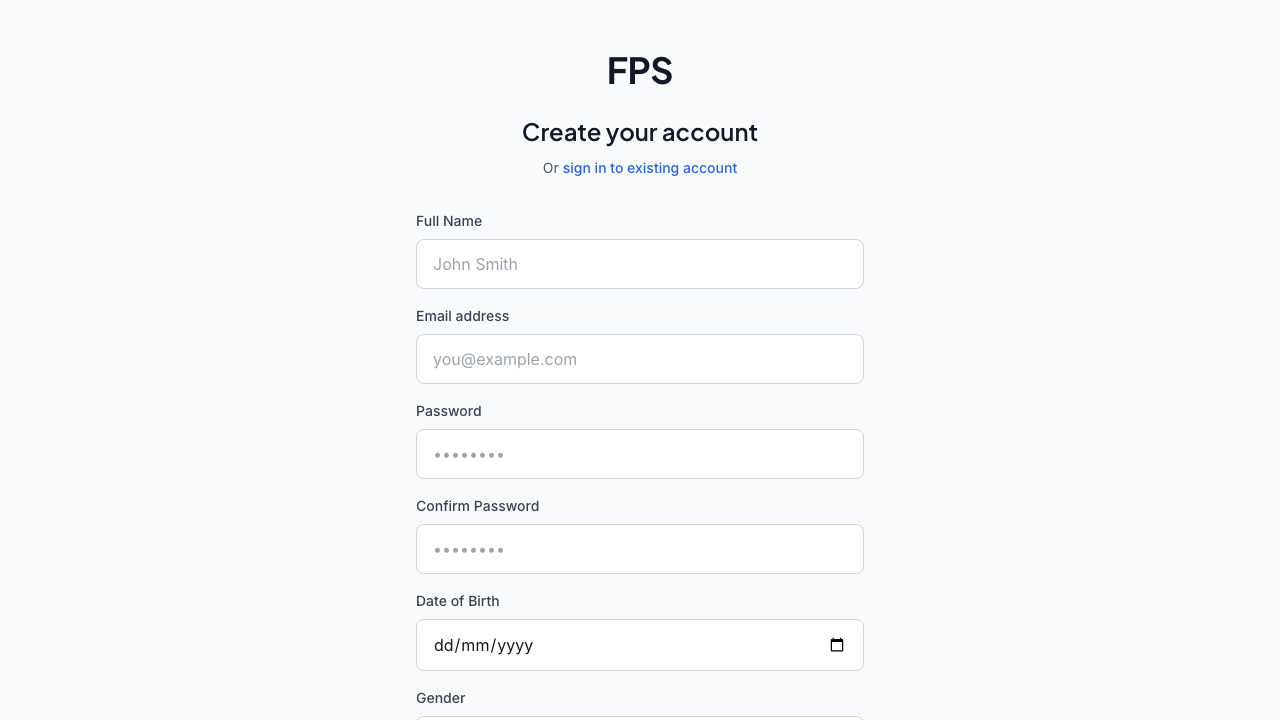 FPS
Create your account
Or sign in to existing account
Full Name
John Smith
Email address
you@example.com
Password
••••••••
Confirm Password
••••••••
Date of Birth
dd/mm/yyyy
Gender